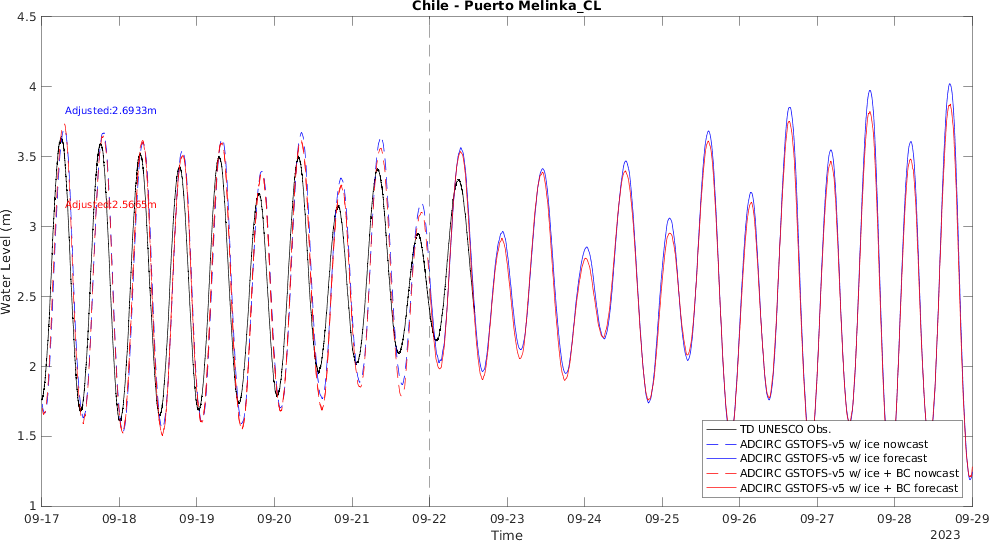 Chile - Puerto Melinka_CL
4.5
4
3.5
3
2.5
2
1.5
1
Water Level (m)
Adjusted:2.6933m
Adjusted:2.5665m
TD UNESCO Obs.
ADCIRC GSTOFS-v5 w/ ice nowcast
ADCIRC GSTOFS-v5 w/ ice forecast
ADCIRC GSTOFS-v5 w/ ice + BC nowcast
ADCIRC GSTOFS-v5 w/ ice + BC forecast
09-17 09-18 09-19 09-20 09-21 09-22 09-23 09-24 09-25 09-26 09-27 09-28 09-29
Time
2023